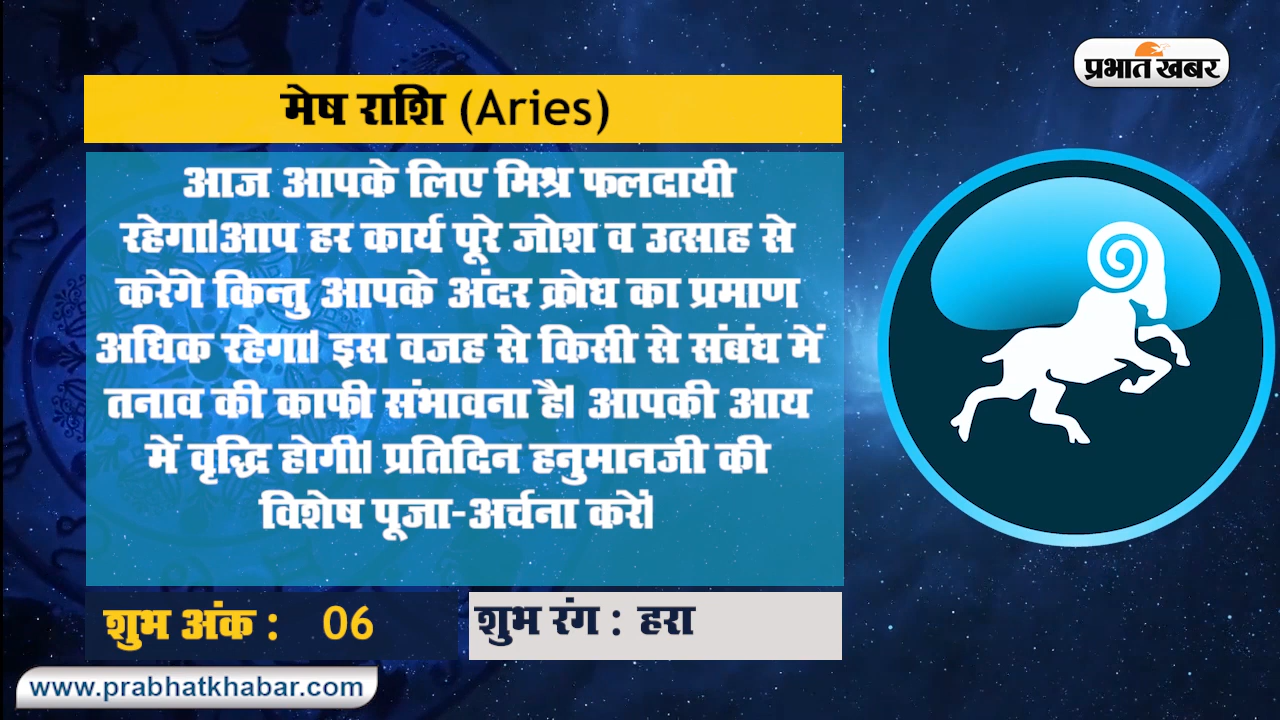 प्रभात खबर
मेष राशि (Aries)
आज आपके लिए मिश्र फलदायी
रहेगा।आप हर कार्य पूरे जोश व उत्साह से
करेंगे किन्तु आपके अंदर क्रोध का प्रमाण
अधिक रहेगा। इस वजह से किसी से संबंध में
तनाव की काफी संभावना है। आपकी आय
में वृद्धि होगी। प्रतिदिन हनुमानजी की
विशेष पूजा-अर्चना करें।
शुभ अंक : 06
शुभ रंग : हरा
www.prabhatkhabar.com